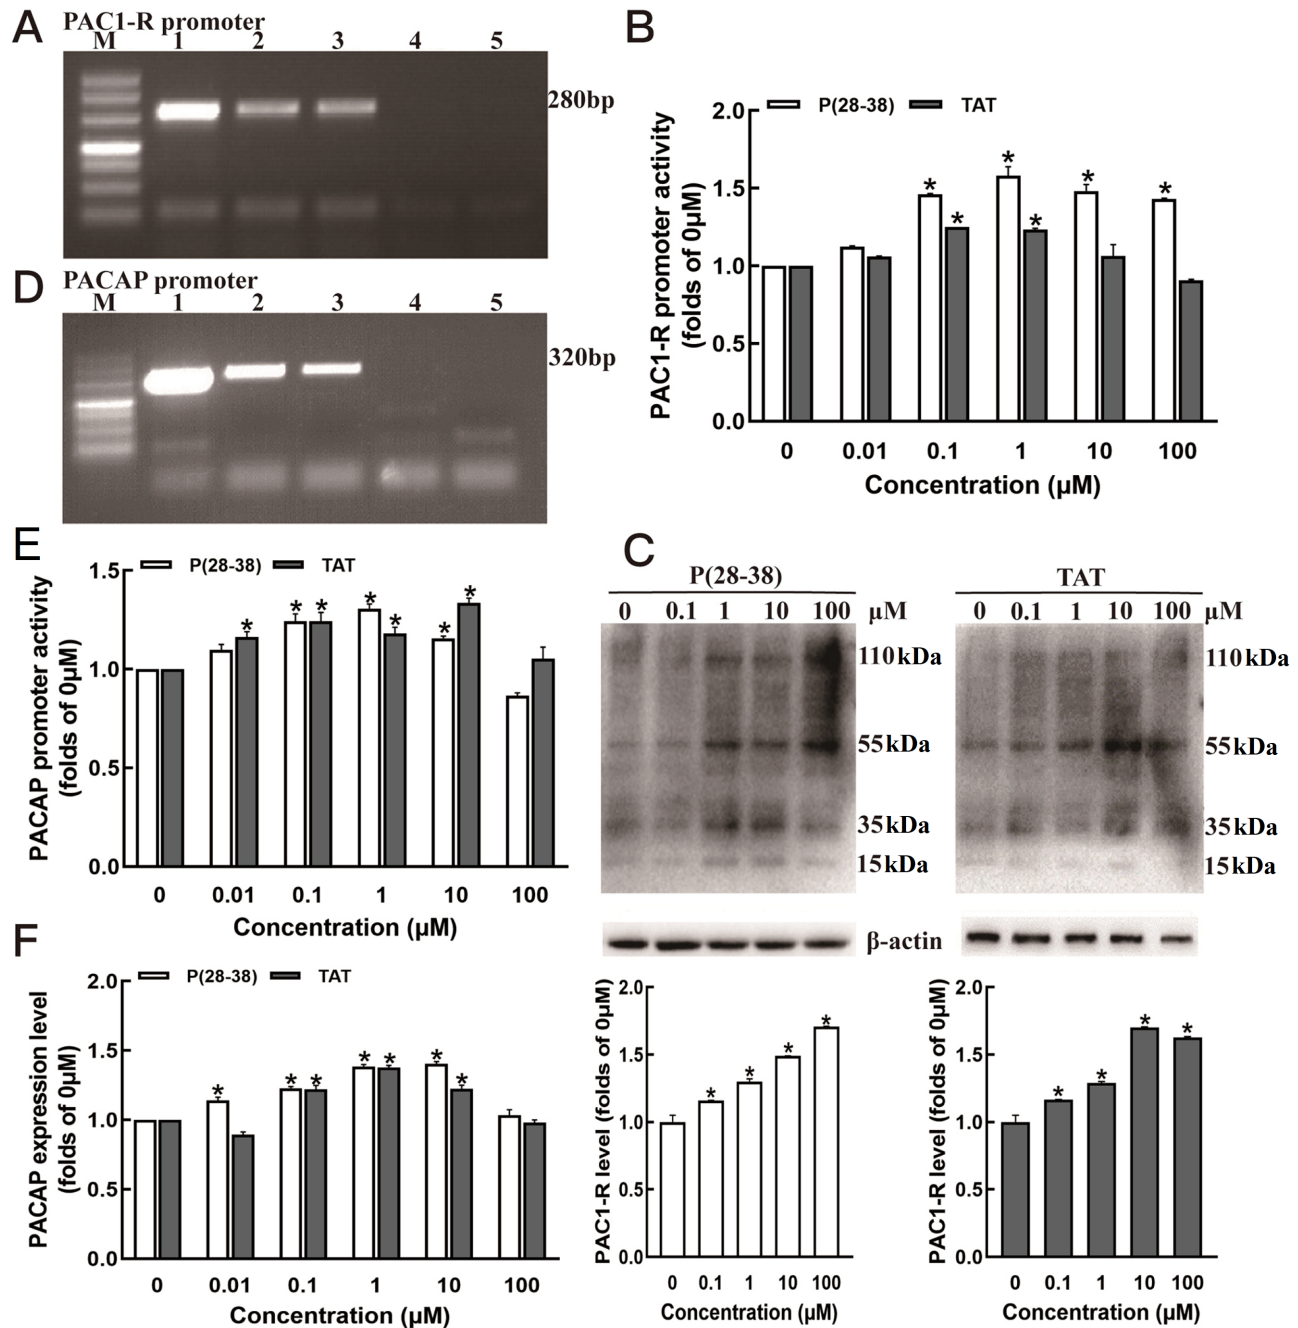 A
PAC1-R promoter
M 1 2 3 4 5
280bp
B
P(28-38) TAT
PAC1-R promoter activity
(folds of 0μM)
2.0
1.5
1.0
0.5
0.0
* * * * * *
0 0.01 0.1 1 10 100
Concentration (μM)
D
PACAP promoter
M 1 2 3 4 5
320bp
E
P(28-38) TAT
PACAP promoter activity
(folds of 0μM)
1.5
1.0
0.5
0.0
* * * * * * *
0 0.01 0.1 1 10 100
Concentration (μM)
C
P(28-38)
0 0.1 1 10 100 μM
110kDa
55kDa
35kDa
15kDa
TAT
0 0.1 1 10 100 μM
110kDa
55kDa
35kDa
15kDa
β-actin
PAC1-R level (folds of 0μM)
2.0
1.5
1.0
0.5
0.0
* * * *
0 0.1 1 10 100
Concentration (μM)
PAC1-R level (folds of 0μM)
2.0
1.5
1.0
0.5
0.0
* * * *
0 0.1 1 10 100
Concentration (μM)
F
P(28-38) TAT
PACAP expression level
(folds of 0μM)
2.0
1.5
1.0
0.5
0.0
* * * * * * *
0 0.01 0.1 1 10 100
Concentration (μM)